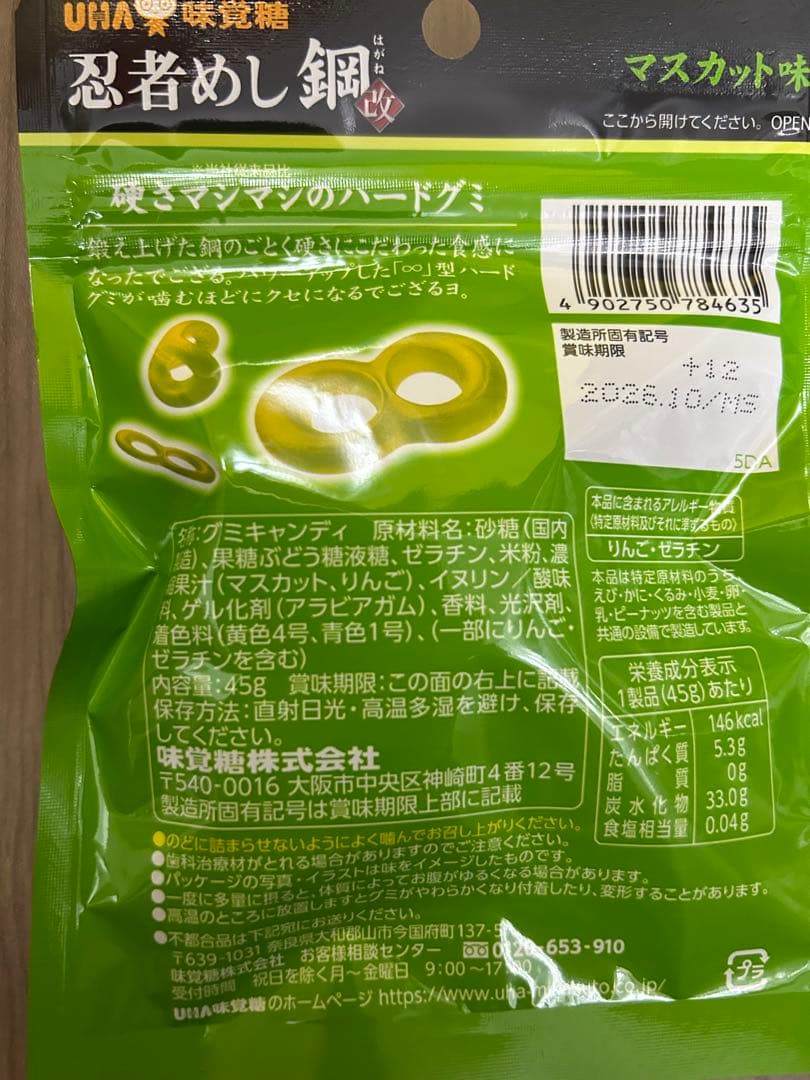 UHA 味覚糖
忍者めし 鋼
はがね
改
マスカット味
ここから開けてください。OPEN
※当社従来品比
硬さマシマシのハードグミ
鍛え上げた鋼のごとく硬さにこだわった食感に
なったでござる。パワーアップした「∞」型ハード
グミが噛むほどにクセになるでござるヨ。
4 902750 784635
製造所固有記号
賞味期限
+12
2026.10/MS
5DA
本品に含まれるアレルギー物質
(特定原材料及びそれに準ずるもの)
りんご・ゼラチン
本品は特定原材料のうち、
えび・かに・くるみ・小麦・卵・
乳・ピーナッツを含む製品と
共通の設備で製造しています。
栄養成分表示
1製品(45g)あたり
エネルギー 146kcal
たんぱく質 5.3g
脂質 0g
炭水化物 33.0g
食塩相当量 0.04g
称:グミキャンディ 原材料名:砂糖(国内
造)、果糖ぶどう糖液糖、ゼラチン、米粉、濃
果汁(マスカット、りんご)、イヌリン/酸味
料、ゲル化剤(アラビアガム)、香料、光沢剤、
着色料(黄色4号、青色1号)、(一部にりんご・
ゼラチンを含む)
内容量:45g 賞味期限:この面の右上に記載
保存方法:直射日光・高温多湿を避け、保存
してください。
味覚糖株式会社
〒540-0016 大阪市中央区神崎町4番12号
製造所固有記号は賞味期限上部に記載
●のどに詰まらせないようによく噛んでお召し上がりください。
●歯科治療材がとれる場合がありますのでご注意ください。
●パッケージの写真・イラストは味をイメージしたものです。
●一度に多量に摂ると、体質によってお腹がゆるくなる場合があります。
●高温のところに放置しますとグミがやわらかくなり付着したり、変形することがあります。
●不都合品は下記宛にお送りください。
〒639-1031 奈良県大和郡山市今国府町137-5
味覚糖株式会社 お客様相談センター 0120-653-910
受付時間 祝日を除く月〜金曜日 9:00〜17:00
UHA味覚糖のホームページ https://www.uha-mikakuto.co.jp/
プラ